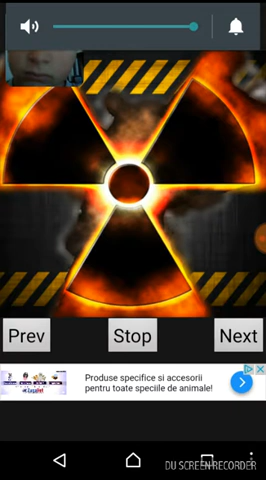 Prev
Stop
Next
Produse specifice si accesorii
pentru toate speciile de animale!
DU SCREEN RECORDER